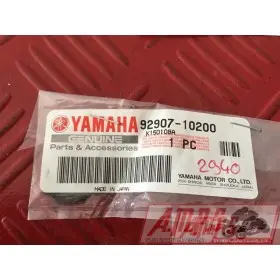 YAMAHA 92907-10200
GENUINE K15010BA
Parts & Accessories 1 PC
2940
YAMAHA MOTOR CO., LTD.
MADE IN JAPAN